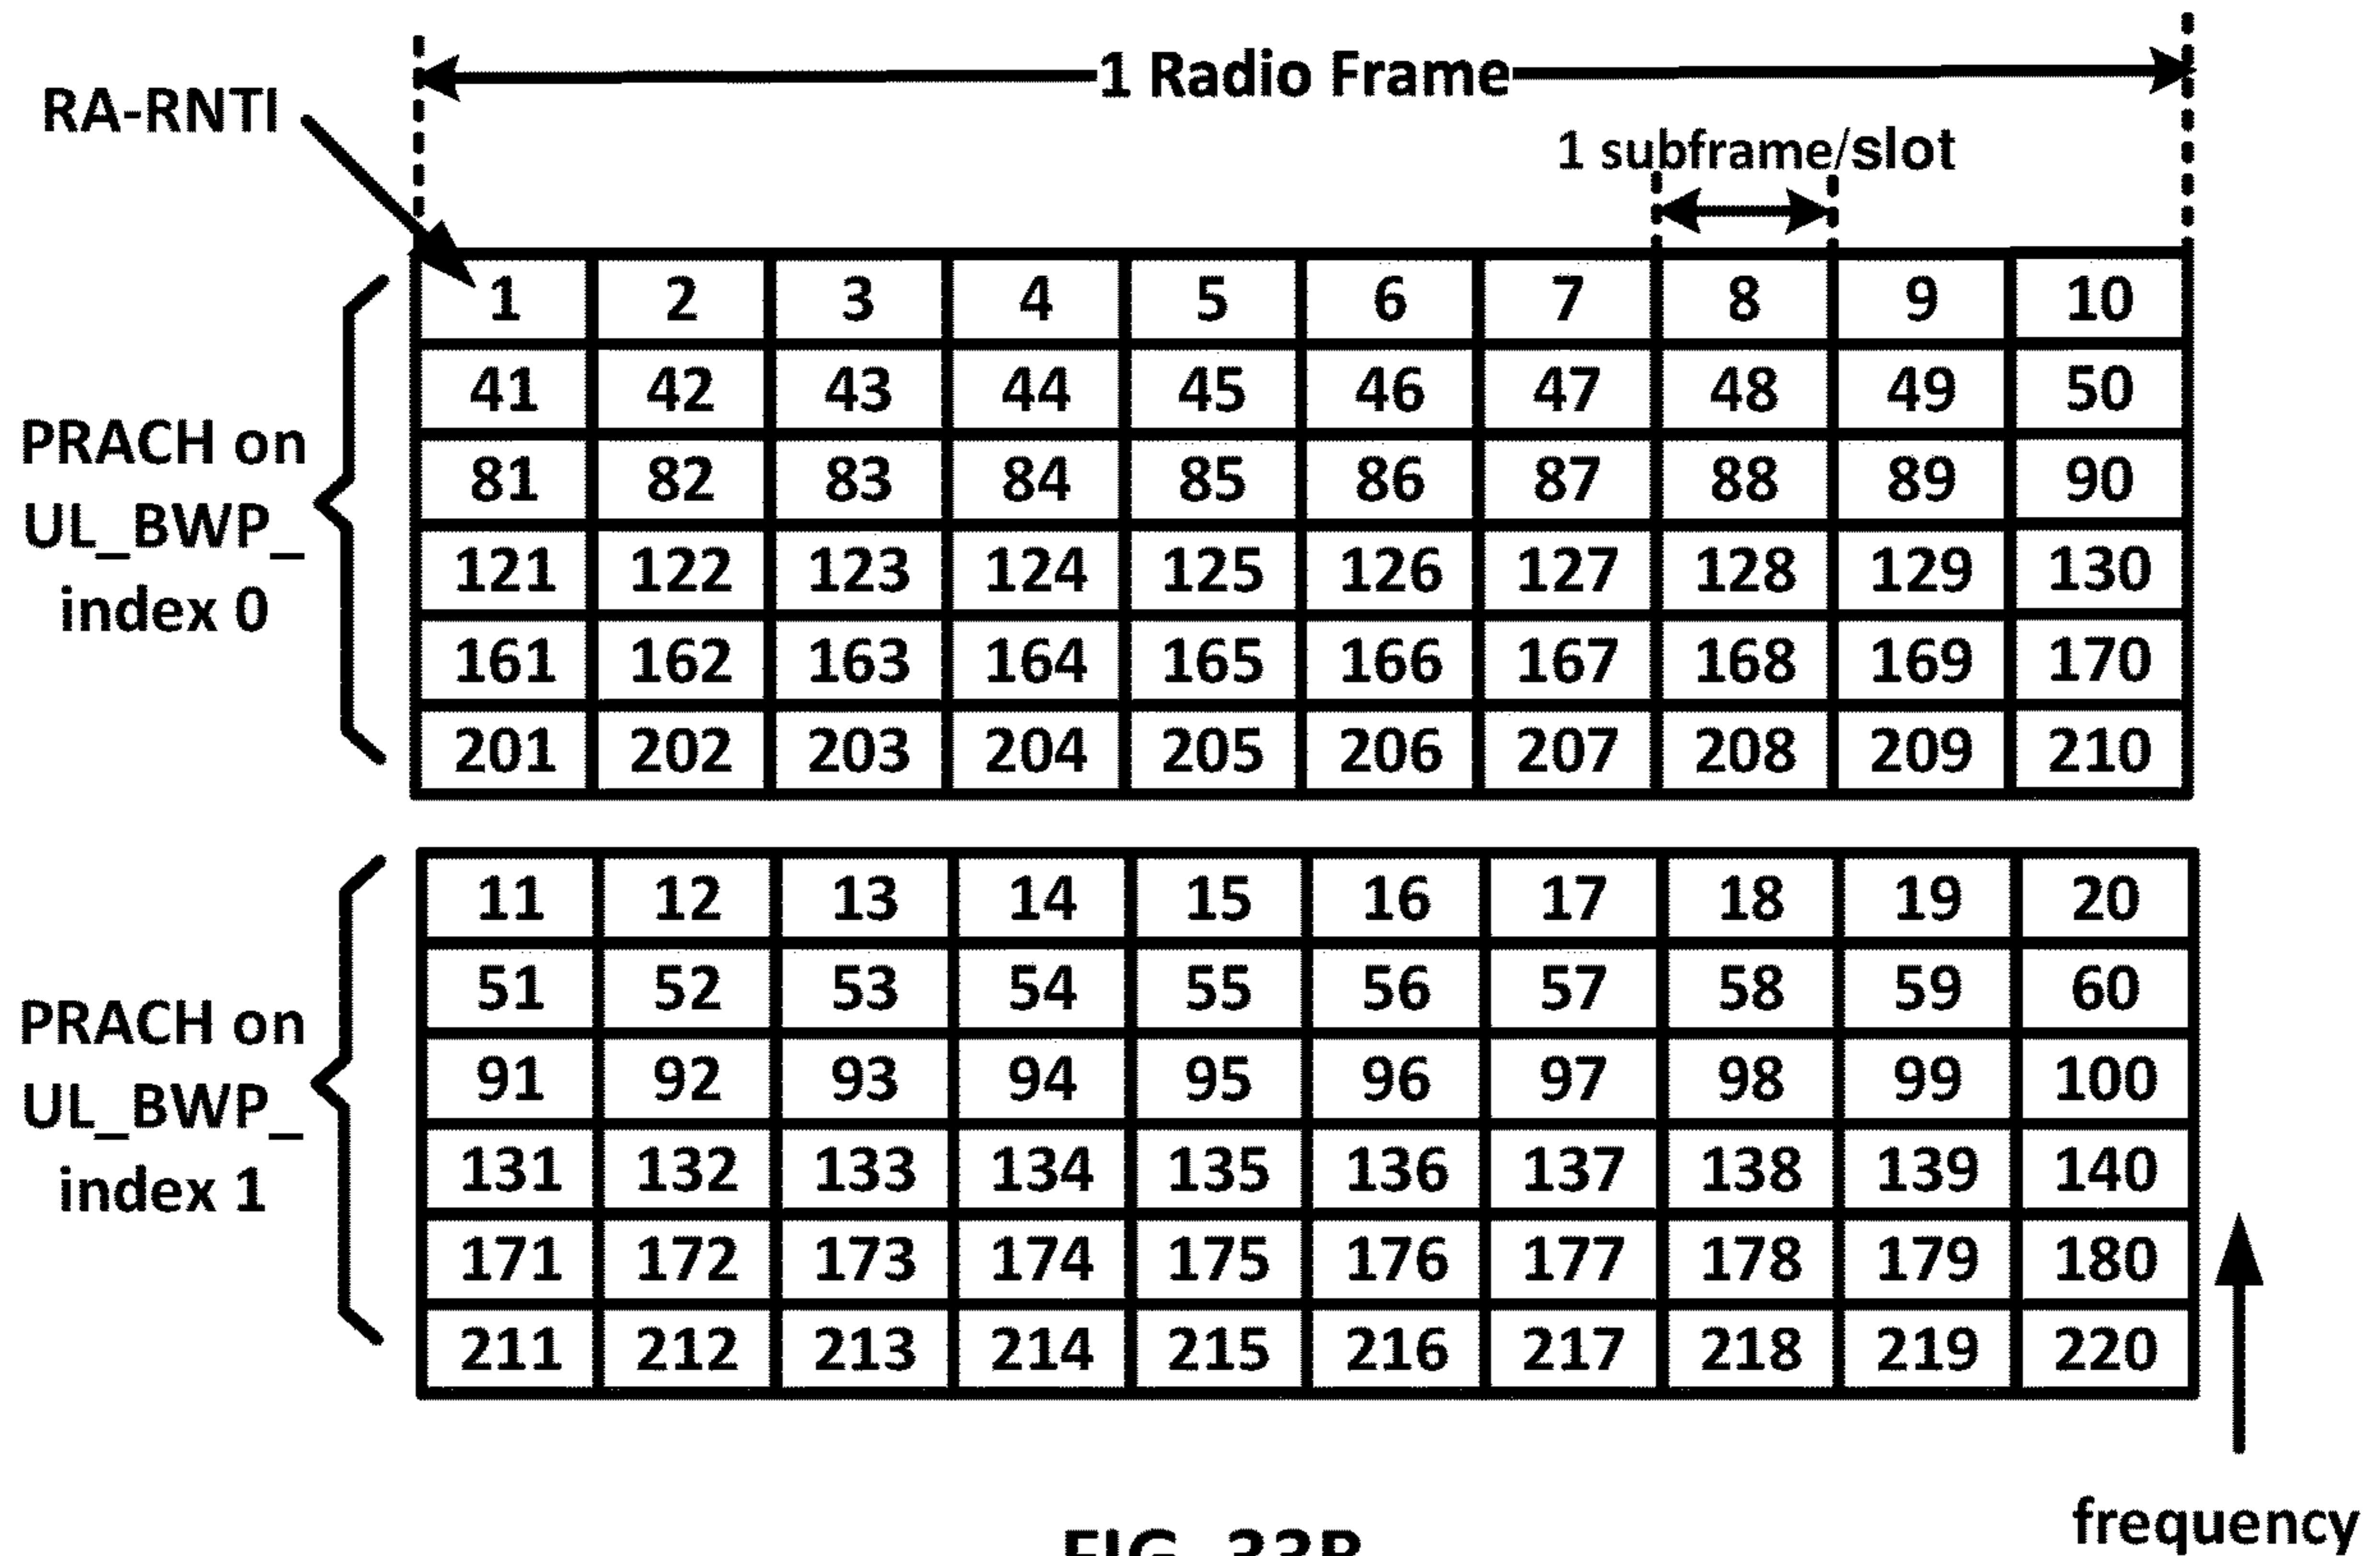 1 Radio Frame
RA-RNTI
1 subframe/slot
1 2 3 4 5 6 7 8 9 10
41 42 43 44 45 46 47 48 49 50
81 82 83 84 85 86 87 88 89 90
121 122 123 124 125 126 127 128 129 130
161 162 163 164 165 166 167 168 169 170
201 202 203 204 205 206 207 208 209 210
PRACH on
UL_BWP_
index 0
11 12 13 14 15 16 17 18 19 20
51 52 53 54 55 56 57 58 59 60
91 92 93 94 95 96 97 98 99 100
131 132 133 134 135 136 137 138 139 140
171 172 173 174 175 176 177 178 179 180
211 212 213 214 215 216 217 218 219 220
PRACH on
UL_BWP_
index 1
frequency
FIG. 33B